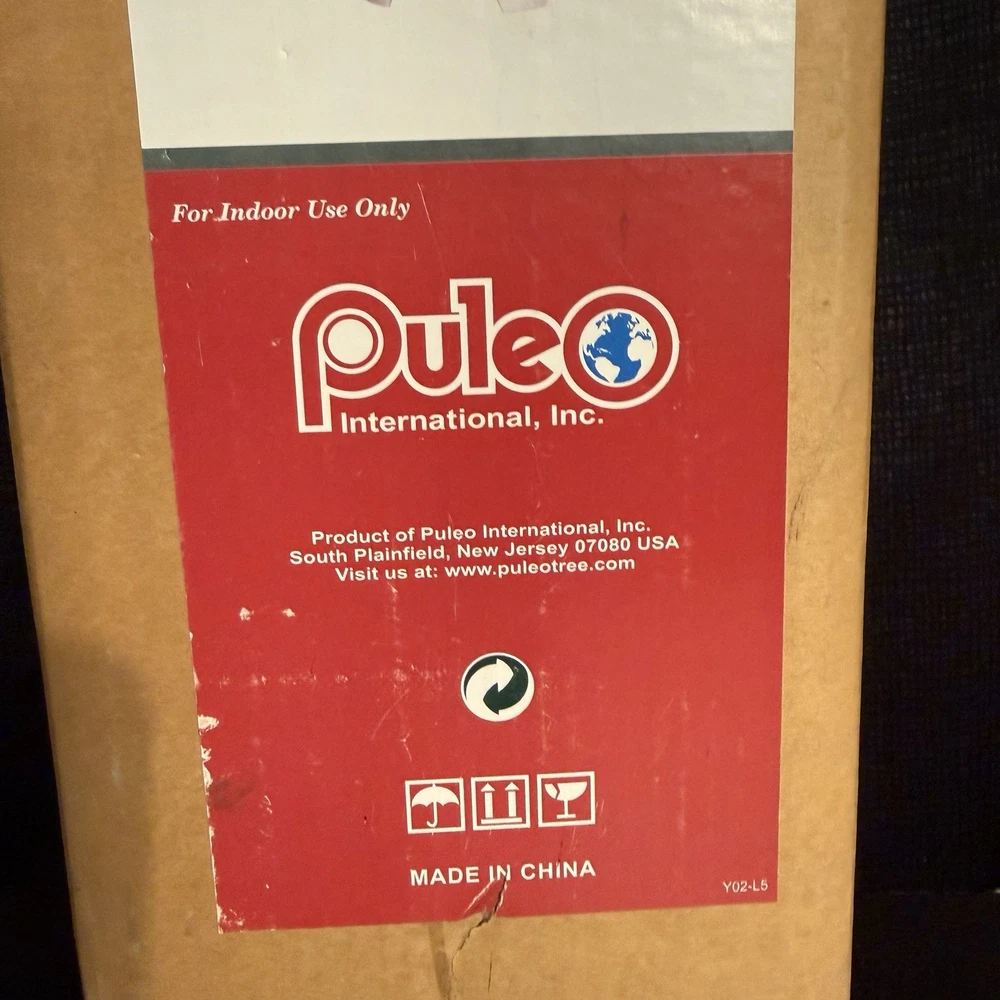 For Indoor Use Only
Puleo
International, Inc.
Product of Puleo International, Inc.
South Plainfield, New Jersey 07080 USA
Visit us at: www.puleotree.com
MADE IN CHINA
Y02-L5